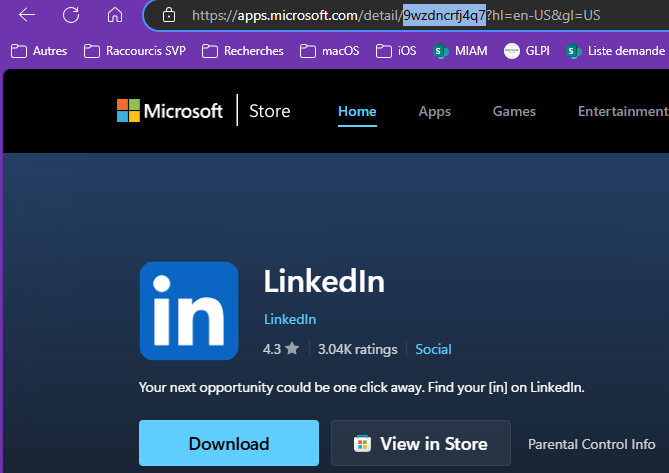 https://apps.microsoft.com/detail/9wzdncrfj4q7?hl=en-US&gl=US
Autres Raccourcis SVP Recherches macOS iOS MIAM GLPI Liste demande
Microsoft Store Home Apps Games Entertainment
in LinkedIn
LinkedIn
4.3 3.04K ratings Social
Your next opportunity could be one click away. Find your [in] on LinkedIn.
Download View in Store Parental Control Info